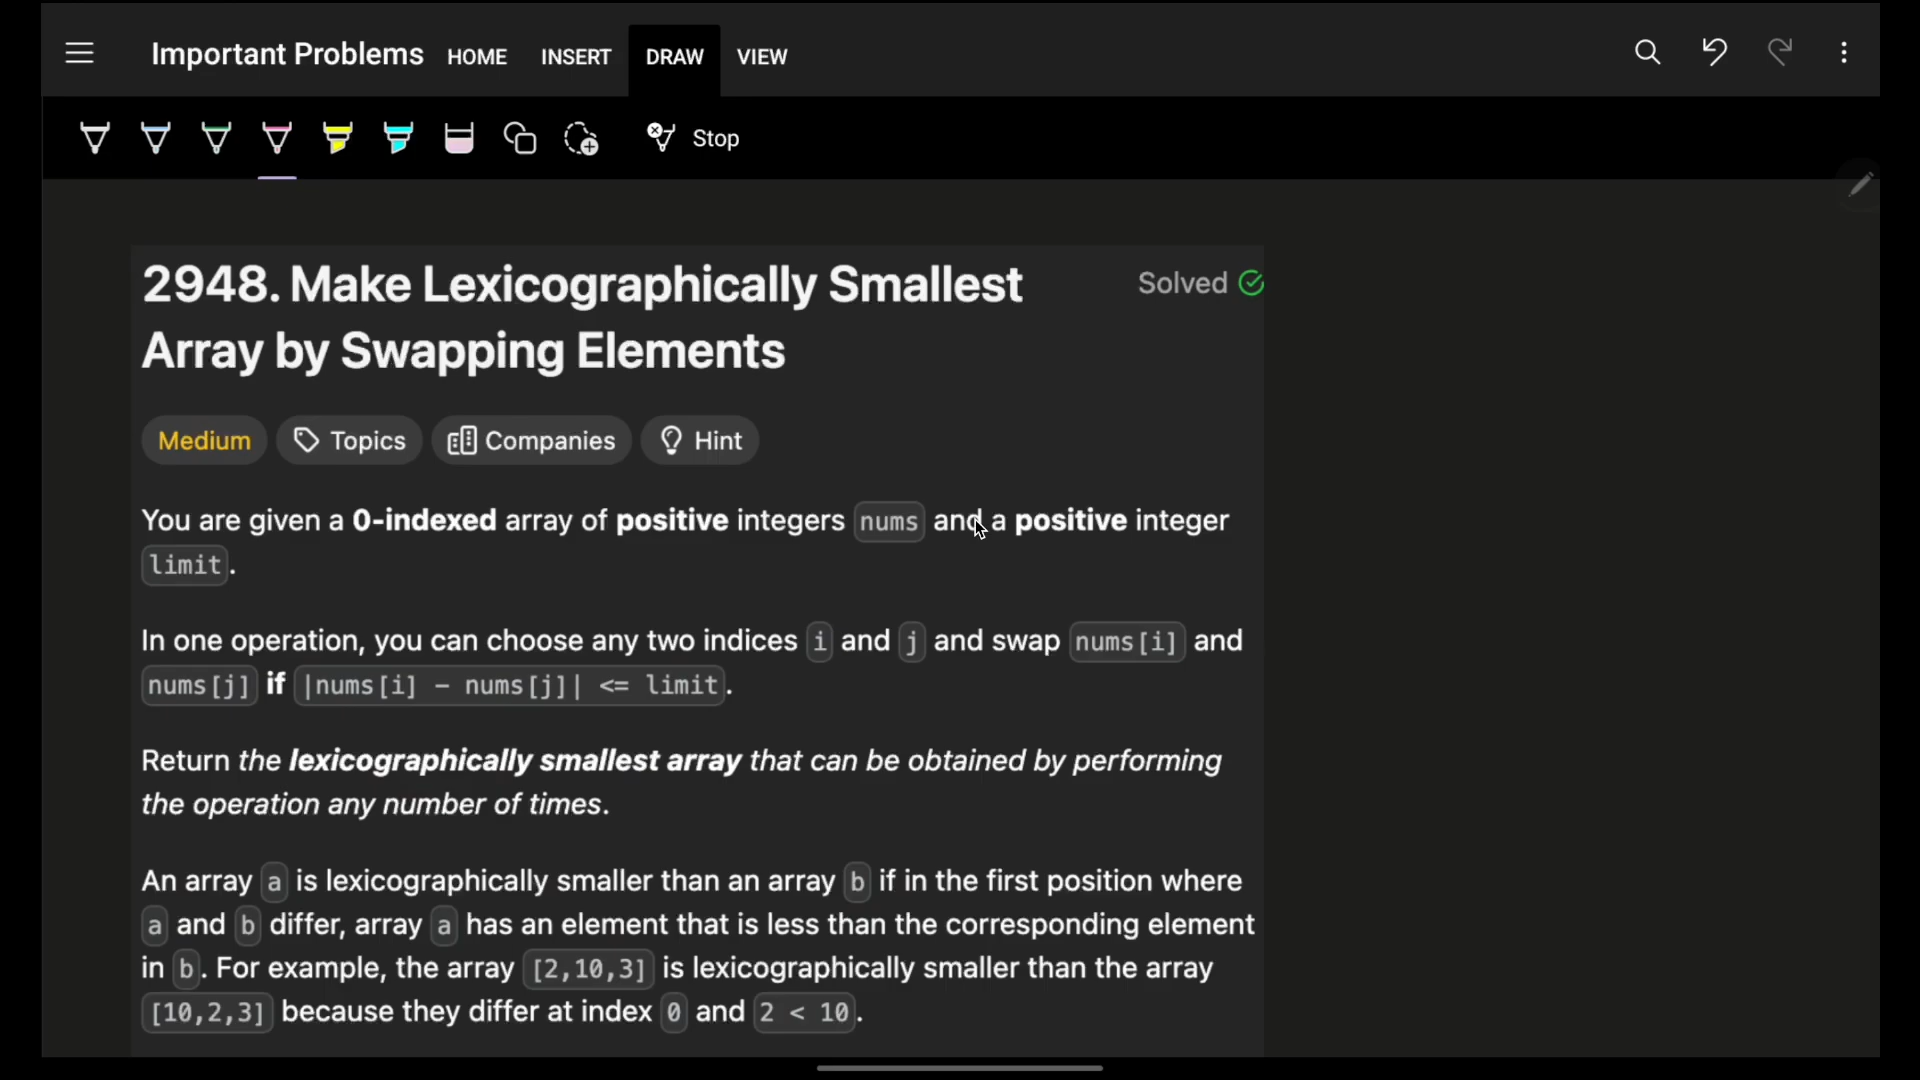 Important Problems HOME INSERT DRAW VIEW
Stop
2948. Make Lexicographically Smallest
Array by Swapping Elements
Solved
Medium Topics Companies Hint
You are given a 0-indexed array of positive integers nums and a positive integer
limit.
In one operation, you can choose any two indices i and j and swap nums[i] and
nums[j] if |nums[i] - nums[j]| <= limit.
Return the lexicographically smallest array that can be obtained by performing
the operation any number of times.
An array a is lexicographically smaller than an array b if in the first position where
a and b differ, array a has an element that is less than the corresponding element
in b. For example, the array [2,10,3] is lexicographically smaller than the array
[10,2,3] because they differ at index 0 and 2 < 10.